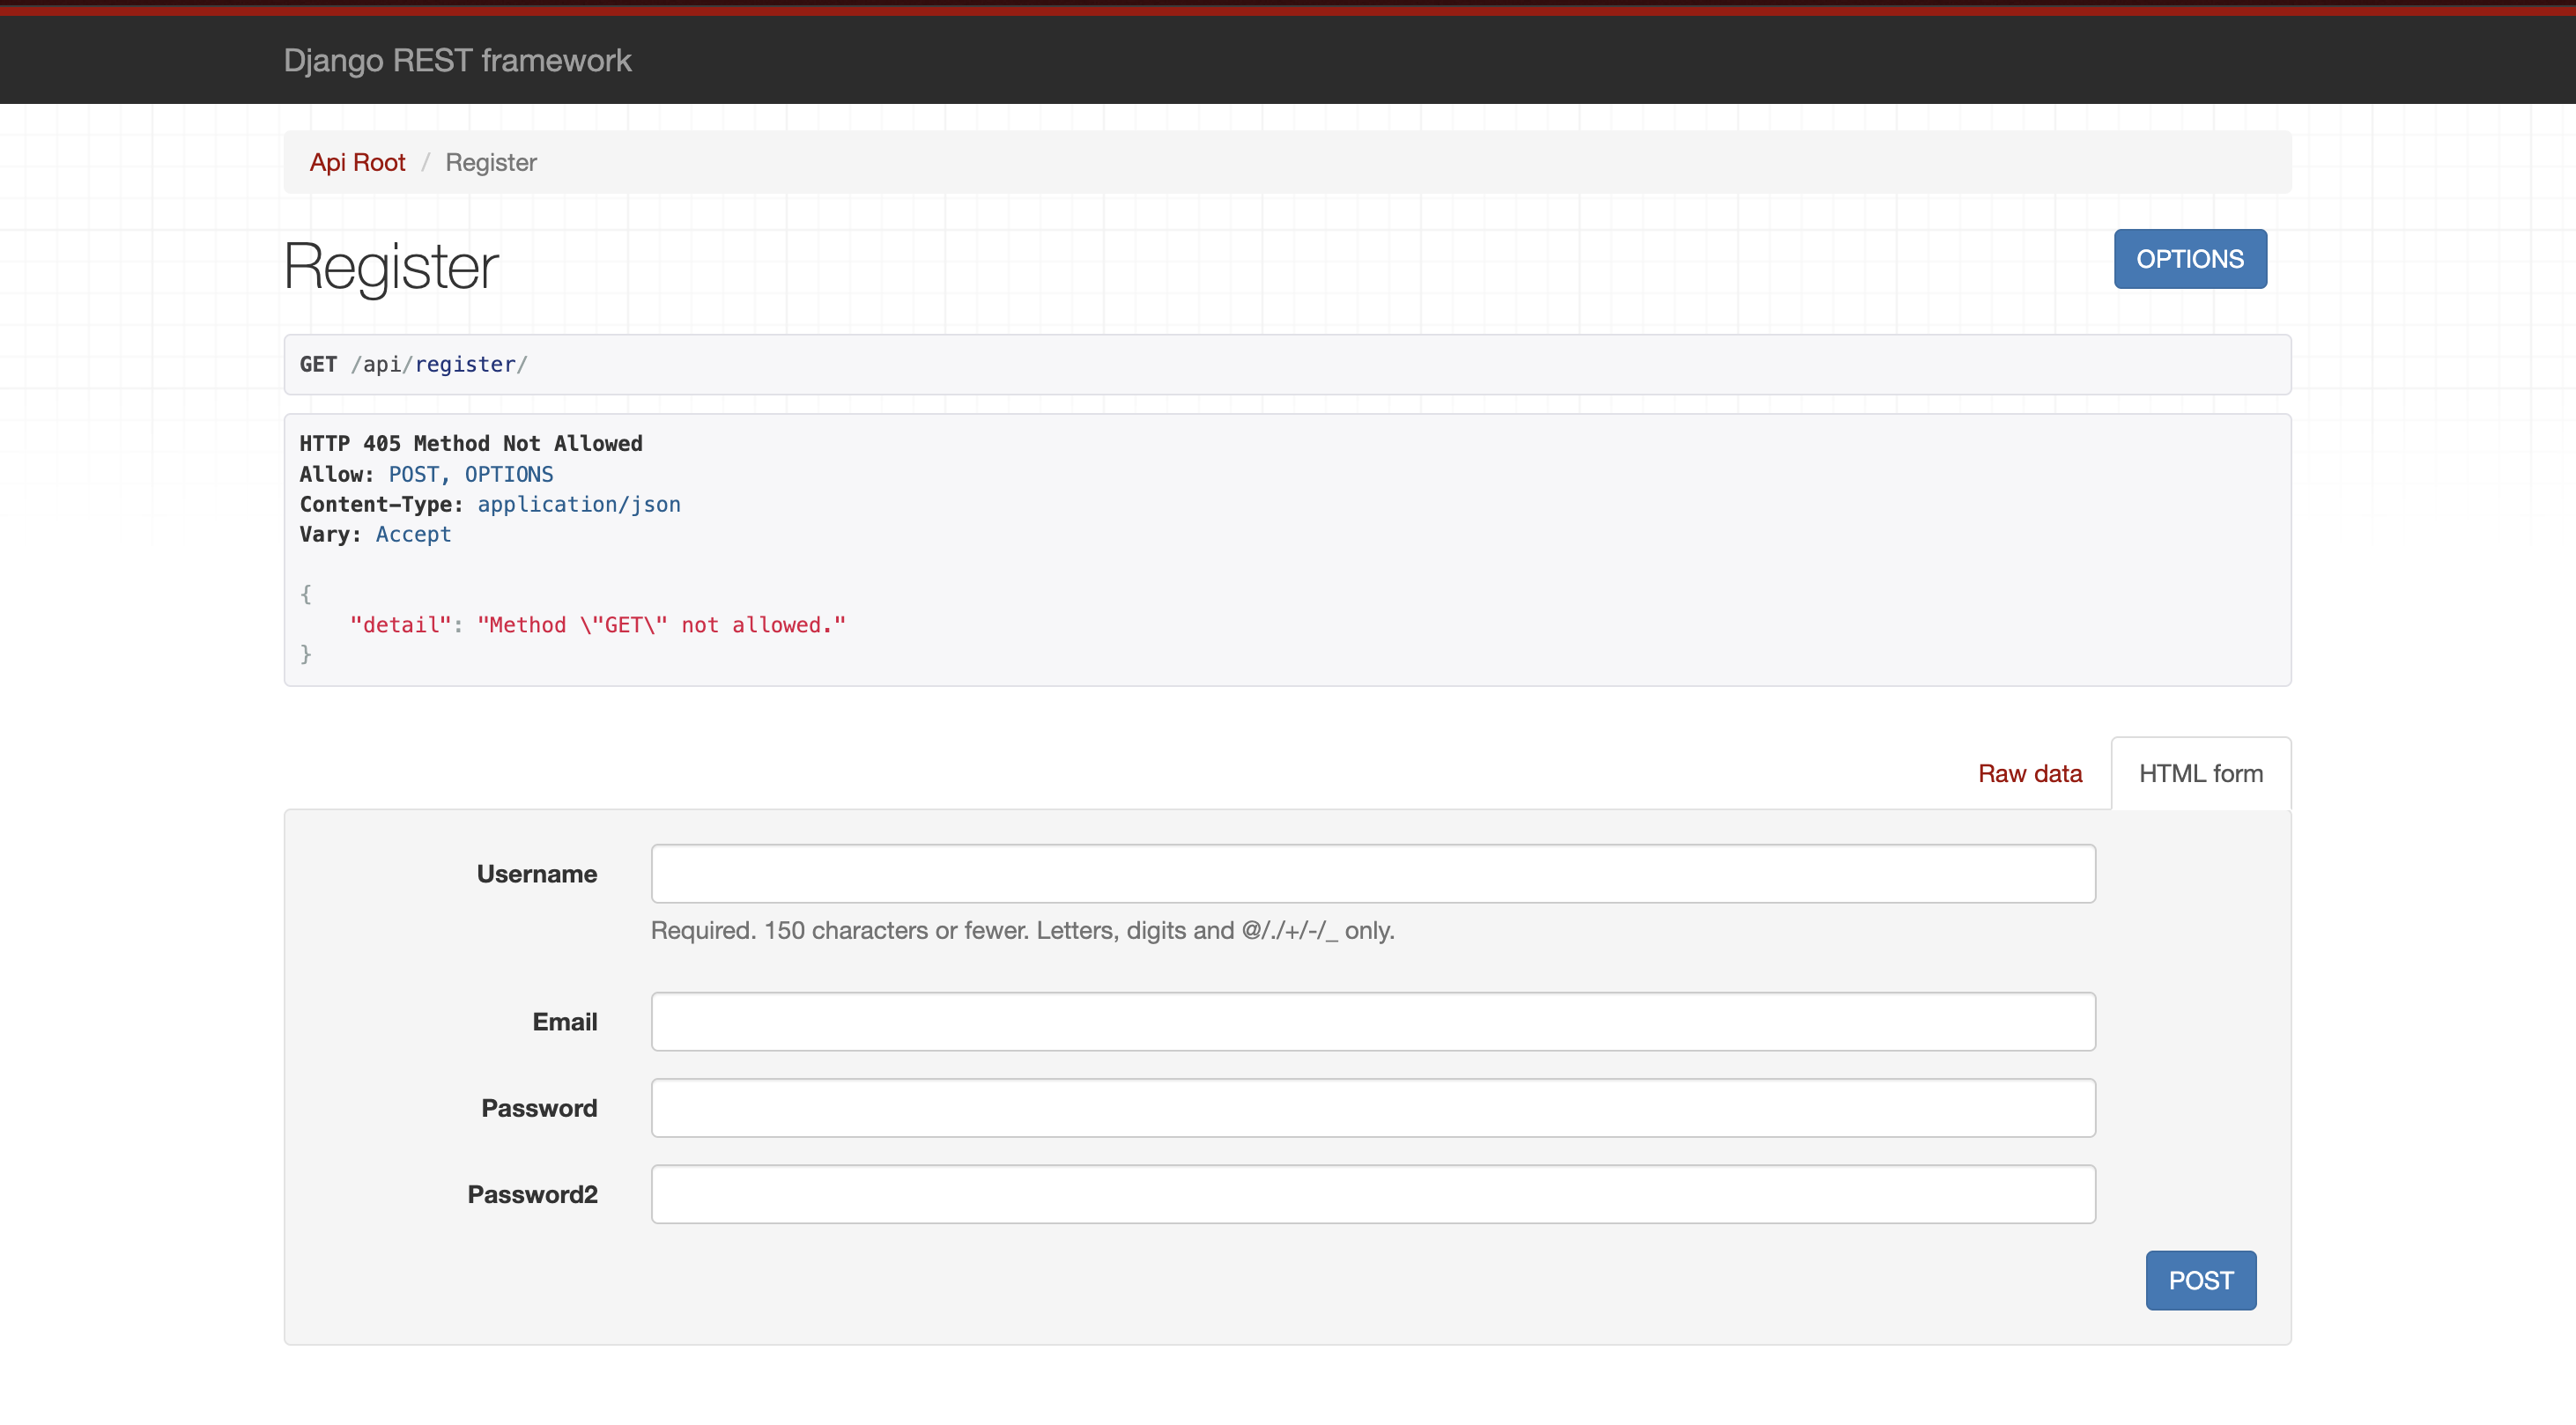 Django REST framework
Api Root / Register
Register
OPTIONS
GET /api/register/
HTTP 405 Method Not Allowed
Allow: POST, OPTIONS
Content-Type: application/json
Vary: Accept
{
    "detail": "Method \"GET\" not allowed."
}
Raw data
HTML form
Username
Required. 150 characters or fewer. Letters, digits and @/./+/-/_ only.
Email
Password
Password2
POST